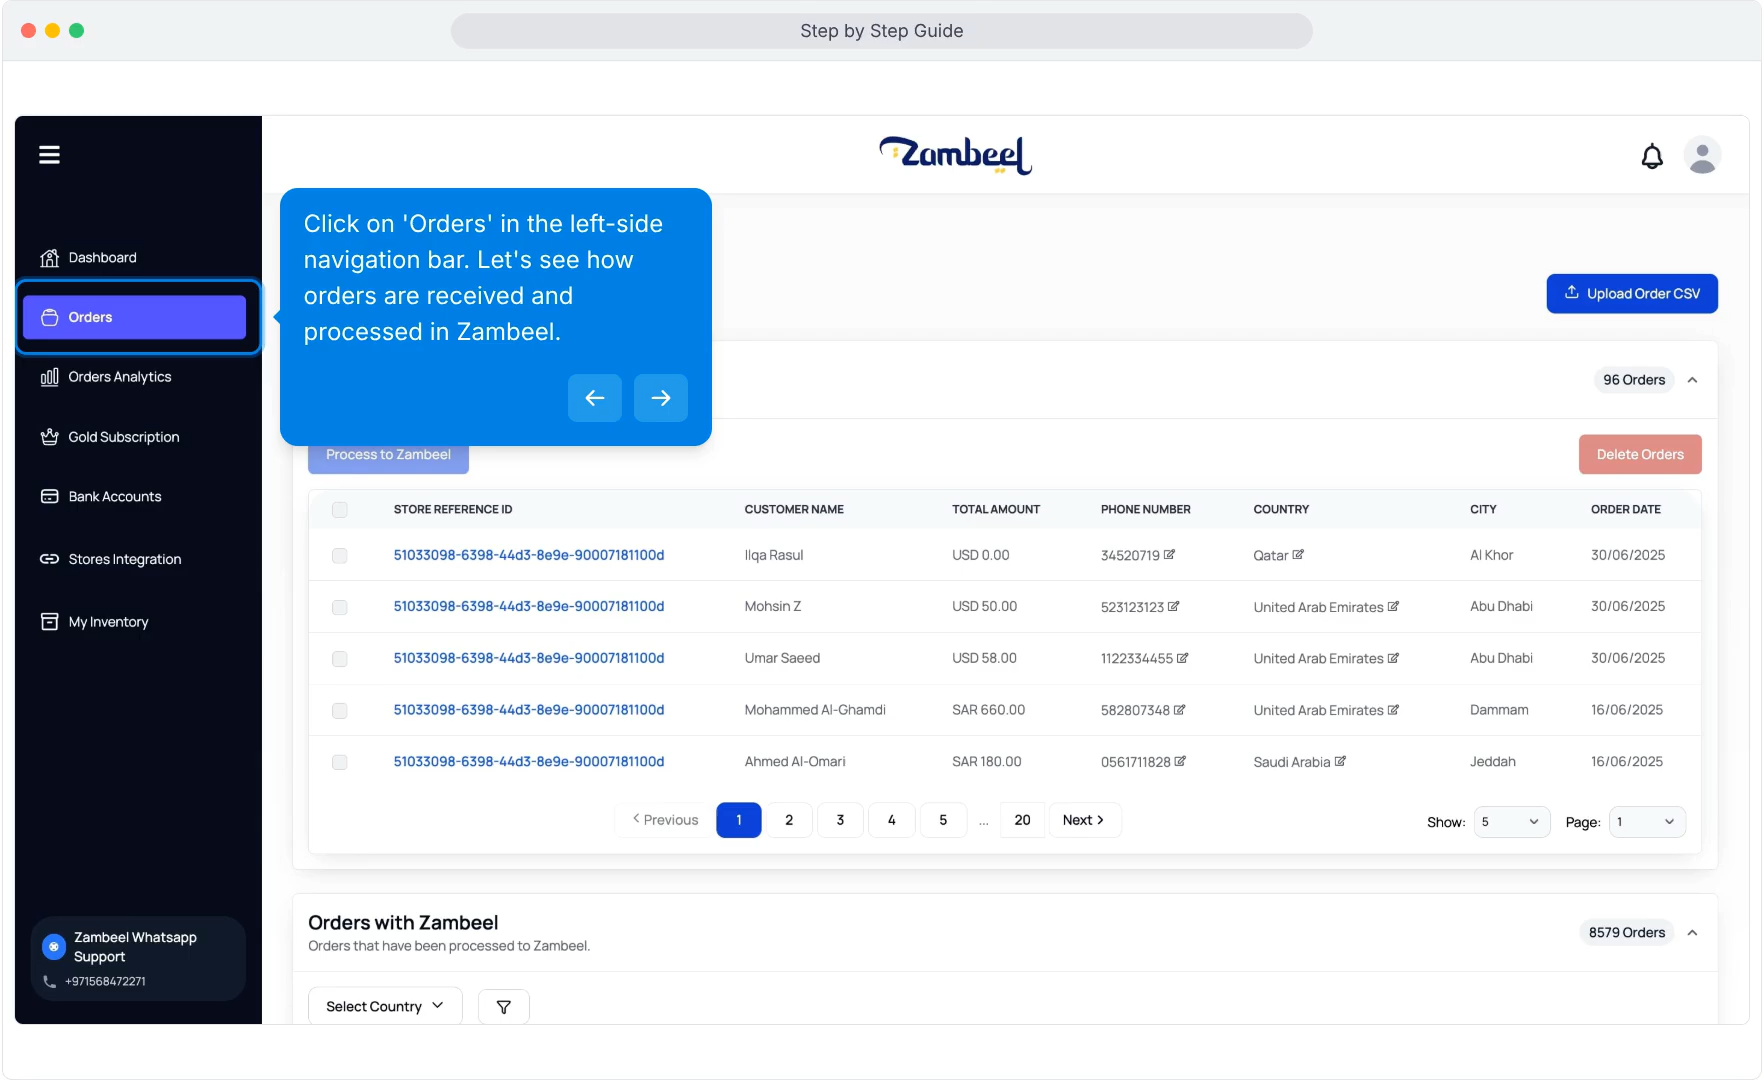 Step by Step Guide
Zambeel
Dashboard
Orders
Orders Analytics
Gold Subscription
Bank Accounts
Stores Integration
My Inventory
Zambeel Whatsapp
Support
+971568472271
Click on 'Orders' in the left-side
navigation bar. Let's see how
orders are received and
processed in Zambeel.
Upload Order CSV
96 Orders
Process to Zambeel
Delete Orders
STORE REFERENCE ID CUSTOMER NAME TOTAL AMOUNT PHONE NUMBER COUNTRY CITY ORDER DATE
51033098-6398-44d3-8e9e-90007181100d Ilqa Rasul USD 0.00 34520719 Qatar Al Khor 30/06/2025
51033098-6398-44d3-8e9e-90007181100d Mohsin Z USD 50.00 523123123 United Arab Emirates Abu Dhabi 30/06/2025
51033098-6398-44d3-8e9e-90007181100d Umar Saeed USD 58.00 1122334455 United Arab Emirates Abu Dhabi 30/06/2025
51033098-6398-44d3-8e9e-90007181100d Mohammed Al-Ghamdi SAR 660.00 582807348 United Arab Emirates Dammam 16/06/2025
51033098-6398-44d3-8e9e-90007181100d Ahmed Al-Omari SAR 180.00 0561711828 Saudi Arabia Jeddah 16/06/2025
Previous 1 2 3 4 5 ... 20 Next Show: 5 Page: 1
Orders with Zambeel
Orders that have been processed to Zambeel.
8579 Orders
Select Country